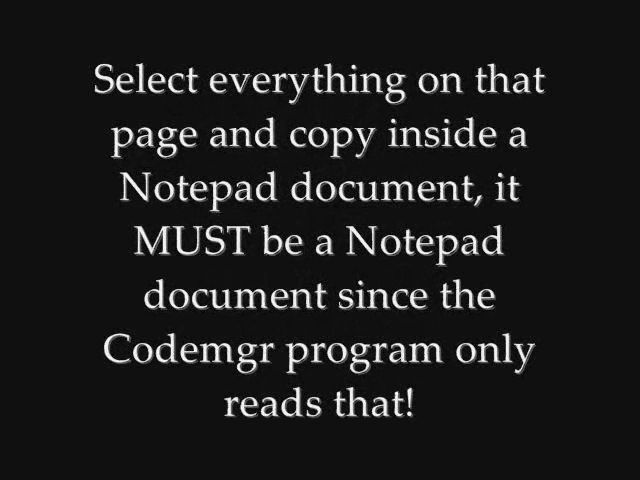 Select everything on that
page and copy inside a
Notepad document, it
MUST be a Notepad
document since the
Codemgr program only
reads that!